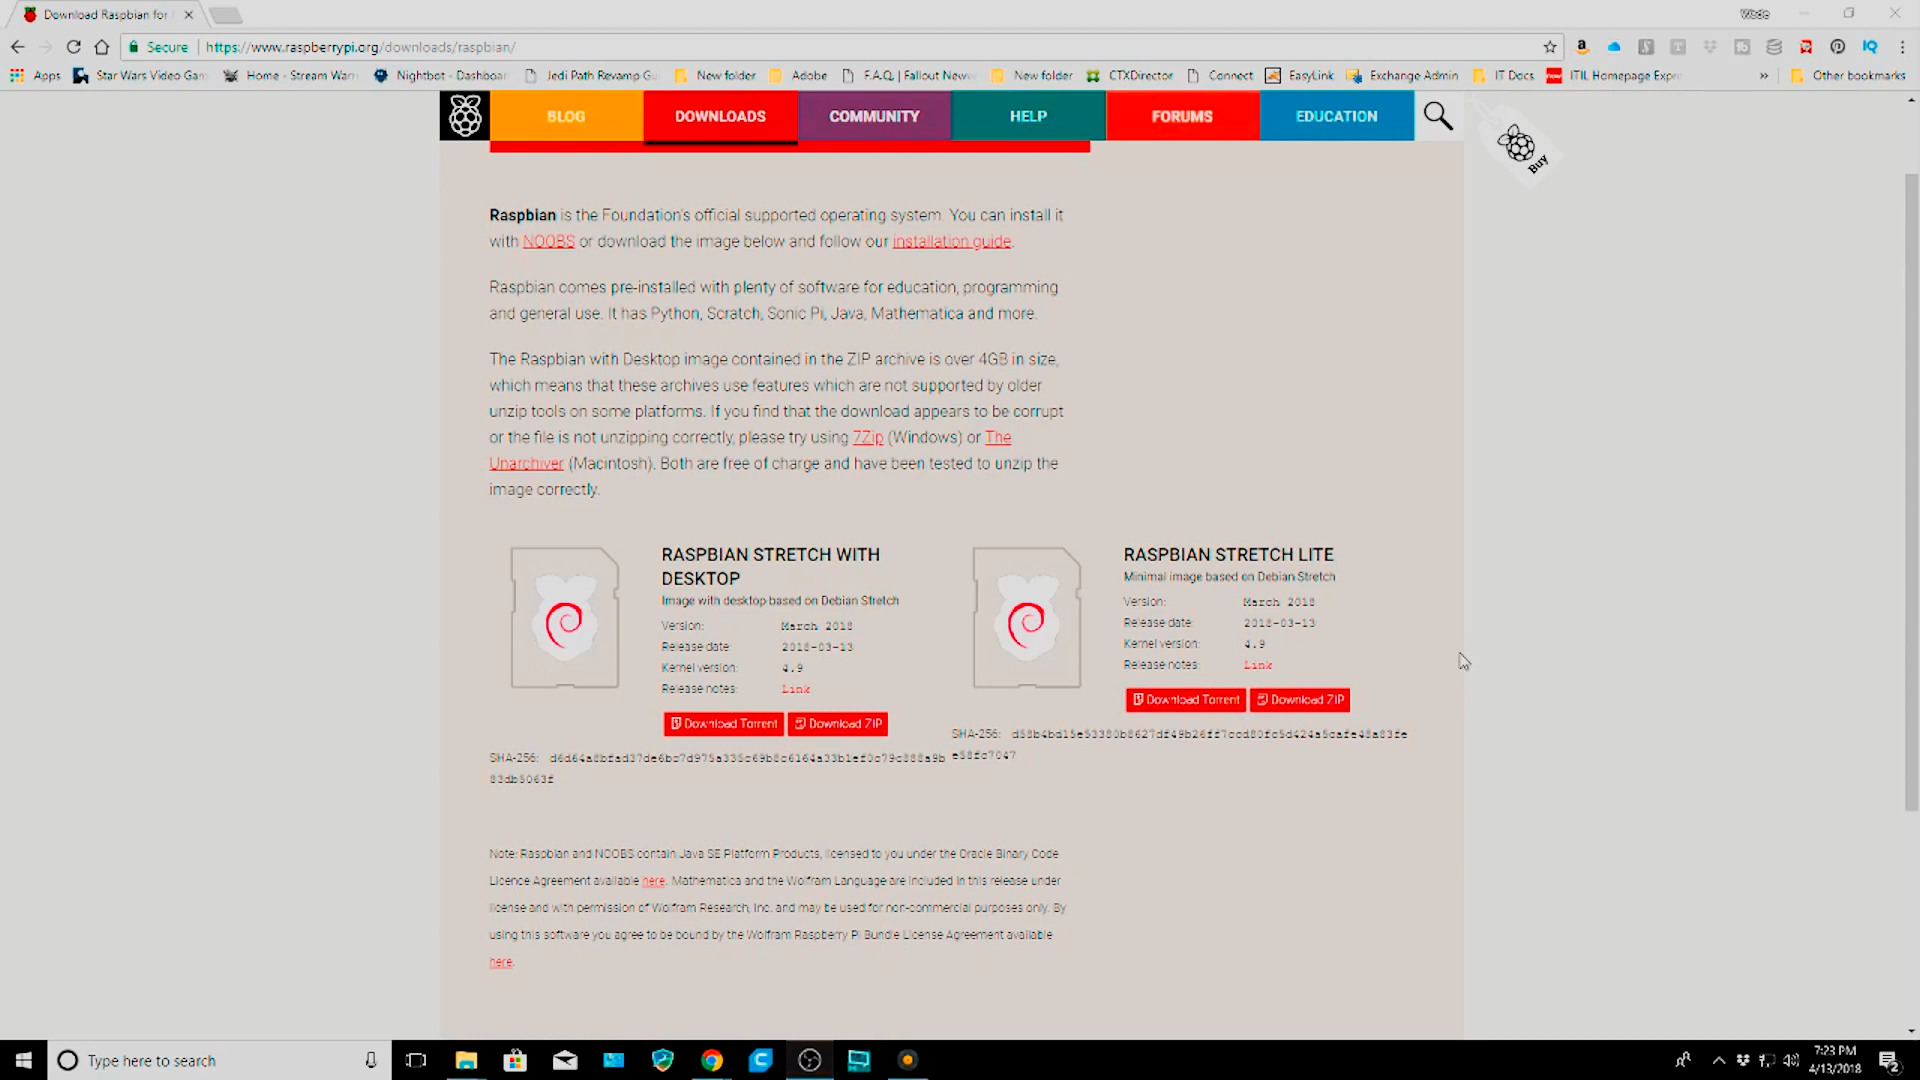 Download Raspbian for
Wade
Secure
https://www.raspberrypi.org/downloads/raspbian/
Apps
Star Wars Video Gam
Home - Stream Warr
Nightbot - Dashboar
Jedi Path Revamp Gu
New folder
Adobe
F.A.Q. | Fallout New
New folder
CTXDirector
Connect
EasyLink
Exchange Admin
IT Docs
ITIL Homepage Expr
»
Other bookmarks
BLOG
DOWNLOADS
COMMUNITY
HELP
FORUMS
EDUCATION
Buy
Raspbian is the Foundation's official supported operating system. You can install it
with NOOBS or download the image below and follow our installation guide.
Raspbian comes pre-installed with plenty of software for education, programming
and general use. It has Python, Scratch, Sonic Pi, Java, Mathematica and more.
The Raspbian with Desktop image contained in the ZIP archive is over 4GB in size,
which means that these archives use features which are not supported by older
unzip tools on some platforms. If you find that the download appears to be corrupt
or the file is not unzipping correctly, please try using 7Zip (Windows) or The
Unarchiver (Macintosh). Both are free of charge and have been tested to unzip the
image correctly.
RASPBIAN STRETCH WITH
DESKTOP
Image with desktop based on Debian Stretch
Version: March 2018
Release date: 2018-03-13
Kernel version: 4.9
Release notes: Link
Download Torrent
Download ZIP
SHA-256:
RASPBIAN STRETCH LITE
Minimal image based on Debian Stretch
Version: March 2018
Release date: 2018-03-13
Kernel version: 4.9
Release notes: Link
Download Torrent
Download ZIP
SHA-256:
Note: Raspbian and NOOBS contain Java SE Platform Products, licensed to you under the Oracle Binary Code
Licence Agreement available here. Mathematica and the Wolfram Language are included in this release under
license and with permission of Wolfram Research, Inc. and may be used for non-commercial purposes only. By
using this software you agree to be bound by the Wolfram Raspberry Pi Bundle License Agreement available
here.
Type here to search
7:23 PM
4/13/2018
2